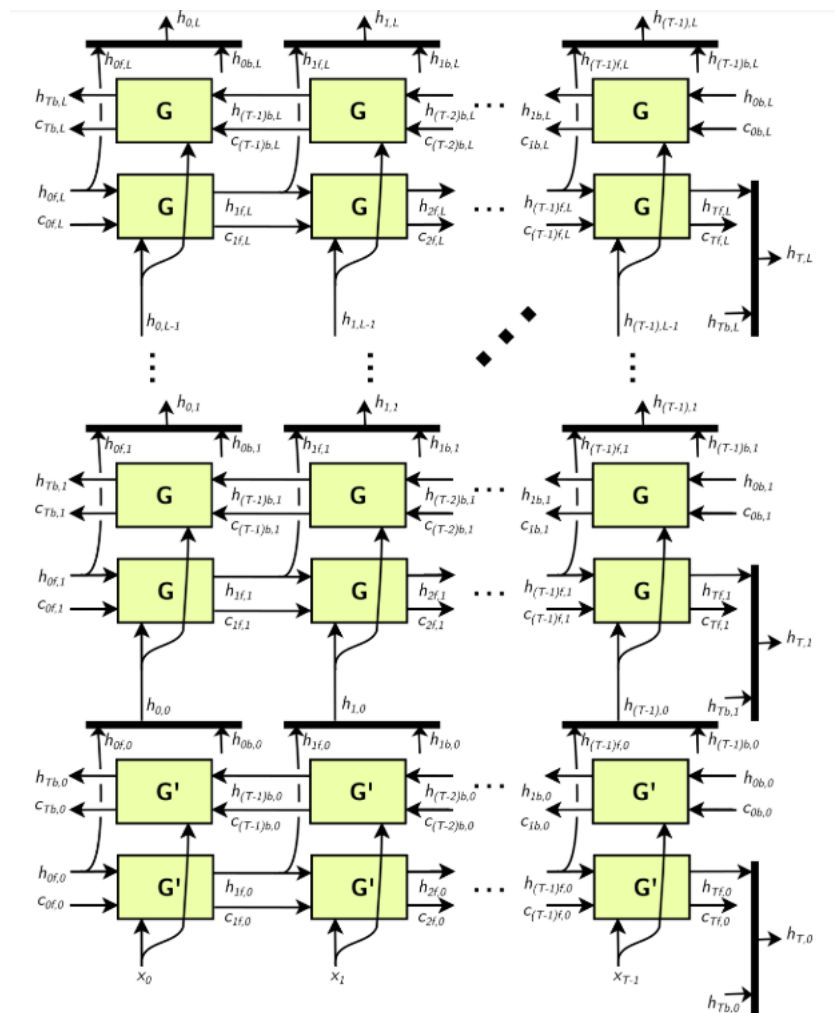 h0,L h1,L h(T-1),L
h0f,L h0b,L h1f,L h1b,L h(T-1)f,L h(T-1)b,L
hTb,L G h(T-1)b,L G h(T-2)b,L ... h1b,L G h0b,L
cTb,L c(T-1)b,L c(T-2)b,L c1b,L c0b,L
h0f,L G h1f,L G h2f,L ... h(T-1)f,L G hTf,L
c0f,L c1f,L c2f,L c(T-1)f,L cTf,L
hT,L
h0,L-1 h1,L-1 h(T-1),L-1 hTb,L
h0,1 h1,1 h(T-1),1
h0f,1 h0b,1 h1f,1 h1b,1 h(T-1)f,1 h(T-1)b,1
hTb,1 G h(T-1)b,1 G h(T-2)b,1 ... h1b,1 G h0b,1
cTb,1 c(T-1)b,1 c(T-2)b,1 c1b,1 c0b,1
h0f,1 G h1f,1 G h2f,1 ... h(T-1)f,1 G hTf,1
c0f,1 c1f,1 c2f,1 c(T-1)f,1 cTf,1
hT,1
h0,0 h1,0 h(T-1),0 hTb,1
h0f,0 h0b,0 h1f,0 h1b,0 h(T-1)f,0 h(T-1)b,0
hTb,0 G' h(T-1)b,0 G' h(T-2)b,0 ... h1b,0 G' h0b,0
cTb,0 c(T-1)b,0 c(T-2)b,0 c1b,0 c0b,0
h0f,0 G' h1f,0 G' h2f,0 ... h(T-1)f,0 G' hTf,0
c0f,0 c1f,0 c2f,0 c(T-1)f,0 cTf,0
hT,0
x0 x1 xT-1 hTb,0